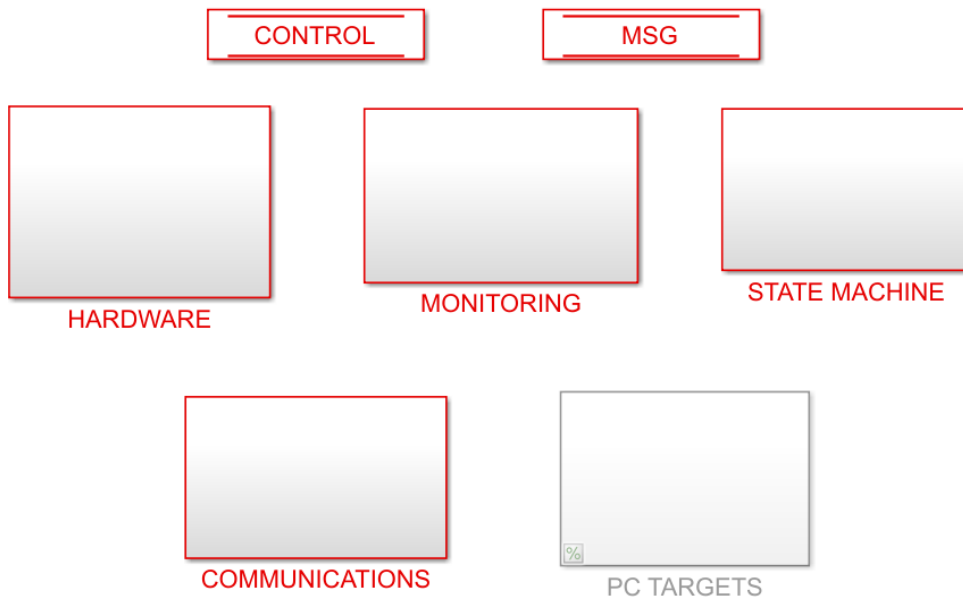 CONTROL
MSG
HARDWARE
MONITORING
STATE MACHINE
COMMUNICATIONS
%
PC TARGETS